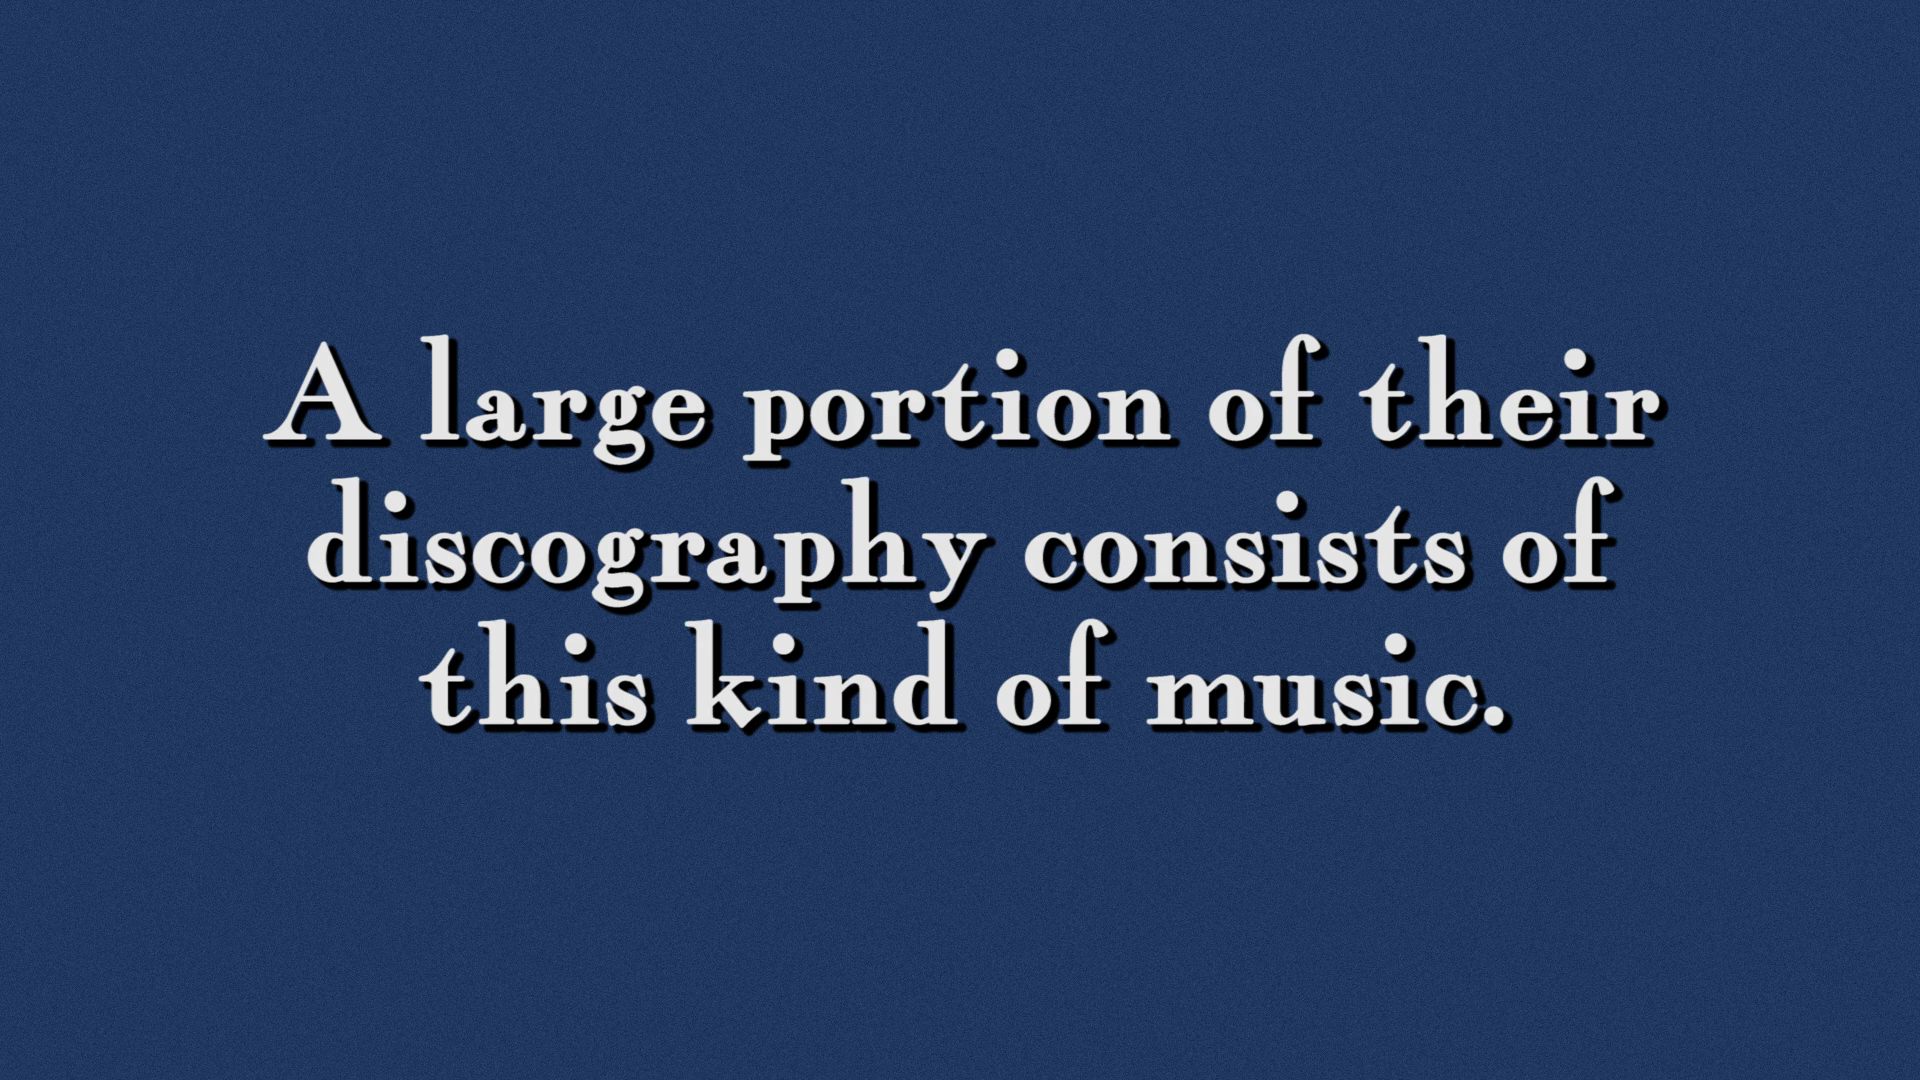 A large portion of their
discography consists of
this kind of music.